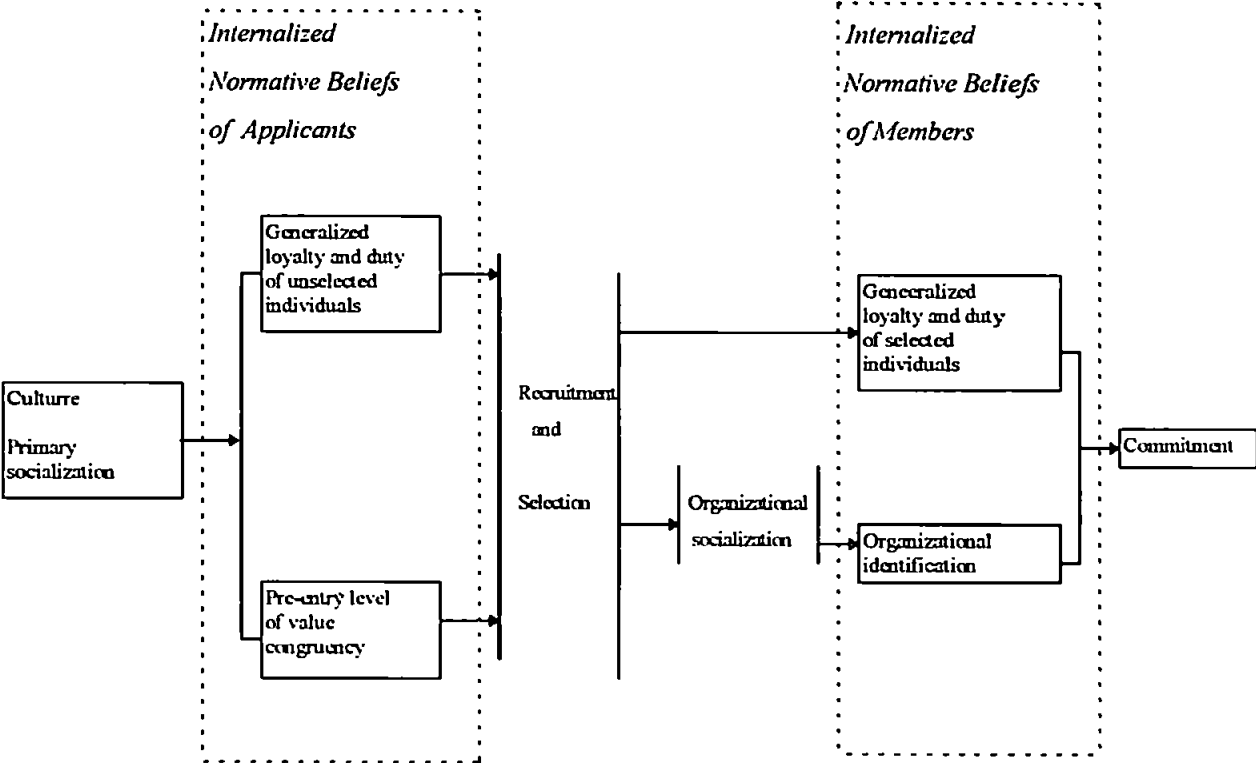 Internalized
Normative Beliefs
of Applicants
Generalized
loyalty and duty
of unselected
individuals
Culturre
Primary
socialization
Pre-entry level
of value
congruency
Recruitment
and
Selection
Organizational
socialization
Internalized
Normative Beliefs
of Members
Geneeralized
loyalty and duty
of selected
individuals
Organizational
identification
Commitment